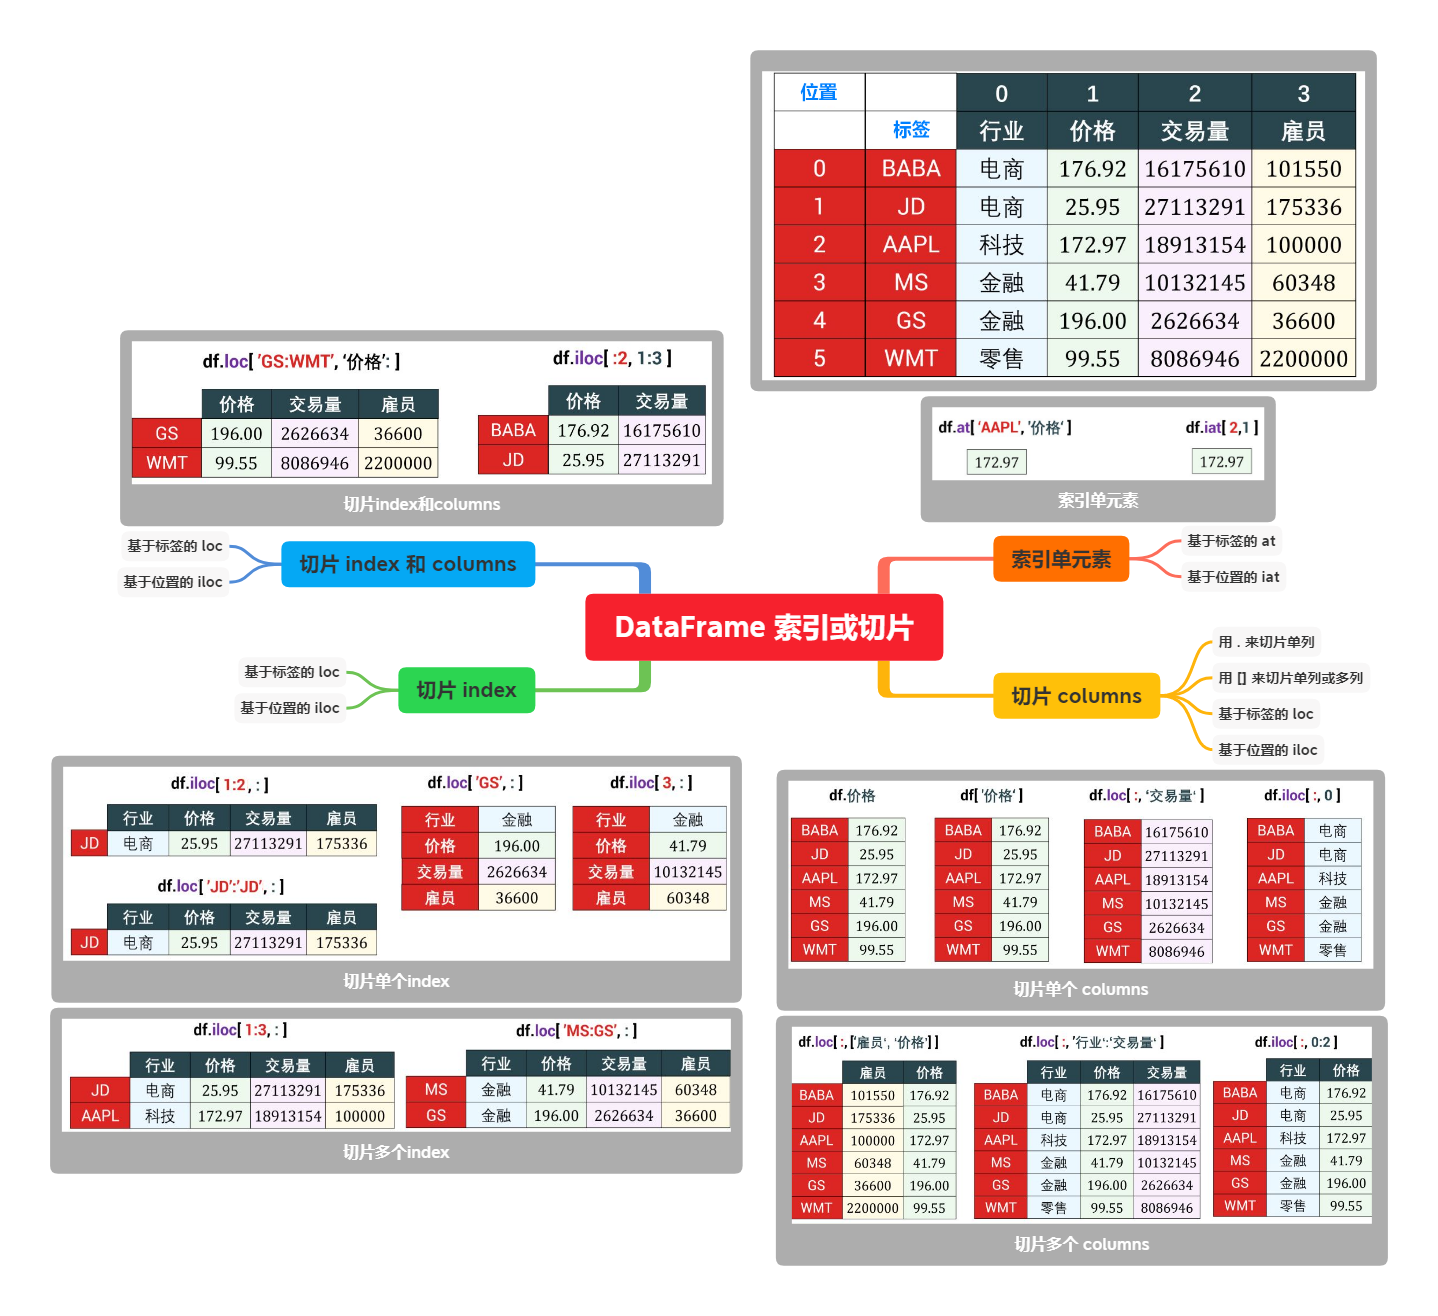 位置 0 1 2 3
标签 行业 价格 交易量 雇员
0 BABA 电商 176.92 16175610 101550
1 JD 电商 25.95 27113291 175336
2 AAPL 科技 172.97 18913154 100000
3 MS 金融 41.79 10132145 60348
4 GS 金融 196.00 2626634 36600
5 WMT 零售 99.55 8086946 2200000
df.loc[ ’GS:WMT’, ‘价格’: ]
价格 交易量 雇员
GS 196.00 2626634 36600
WMT 99.55 8086946 2200000
df.iloc[ :2, 1:3 ]
价格 交易量
BABA 176.92 16175610
JD 25.95 27113291
切片index和columns
df.at[ ’AAPL’, ’价格‘ ]
172.97
df.iat[ 2,1 ]
172.97
索引单元素
基于标签的 loc
基于位置的 iloc
切片 index 和 columns
索引单元素
基于标签的 at
基于位置的 iat
DataFrame 索引或切片
基于标签的 loc
基于位置的 iloc
切片 index
切片 columns
用 . 来切片单列
用 [] 来切片单列或多列
基于标签的 loc
基于位置的 iloc
df.iloc[ 1:2 , : ]
行业 价格 交易量 雇员
JD 电商 25.95 27113291 175336
df.loc[ ’JD’:’JD’, : ]
行业 价格 交易量 雇员
JD 电商 25.95 27113291 175336
df.loc[ ’GS’, : ]
行业 金融
价格 196.00
交易量 2626634
雇员 36600
df.iloc[ 3, : ]
行业 金融
价格 41.79
交易量 10132145
雇员 60348
切片单个index
df.价格
BABA 176.92
JD 25.95
AAPL 172.97
MS 41.79
GS 196.00
WMT 99.55
df[ ’价格‘ ]
BABA 176.92
JD 25.95
AAPL 172.97
MS 41.79
GS 196.00
WMT 99.55
df.loc[ :, ‘交易量‘ ]
BABA 16175610
JD 27113291
AAPL 18913154
MS 10132145
GS 2626634
WMT 8086946
df.iloc[ :, 0 ]
BABA 电商
JD 电商
AAPL 科技
MS 金融
GS 金融
WMT 零售
切片单个 columns
df.iloc[ 1:3, : ]
行业 价格 交易量 雇员
JD 电商 25.95 27113291 175336
AAPL 科技 172.97 18913154 100000
df.loc[ ’MS:GS’, : ]
行业 价格 交易量 雇员
MS 金融 41.79 10132145 60348
GS 金融 196.00 2626634 36600
切片多个index
df.loc[ :, [’雇员‘, ‘价格’] ]
雇员 价格
BABA 101550 176.92
JD 175336 25.95
AAPL 100000 172.97
MS 60348 41.79
GS 36600 196.00
WMT 2200000 99.55
df.loc[ :, ’行业‘:‘交易量‘ ]
行业 价格 交易量
BABA 电商 176.92 16175610
JD 电商 25.95 27113291
AAPL 科技 172.97 18913154
MS 金融 41.79 10132145
GS 金融 196.00 2626634
WMT 零售 99.55 8086946
df.iloc[ :, 0:2 ]
行业 价格
BABA 电商 176.92
JD 电商 25.95
AAPL 科技 172.97
MS 金融 41.79
GS 金融 196.00
WMT 零售 99.55
切片多个 columns